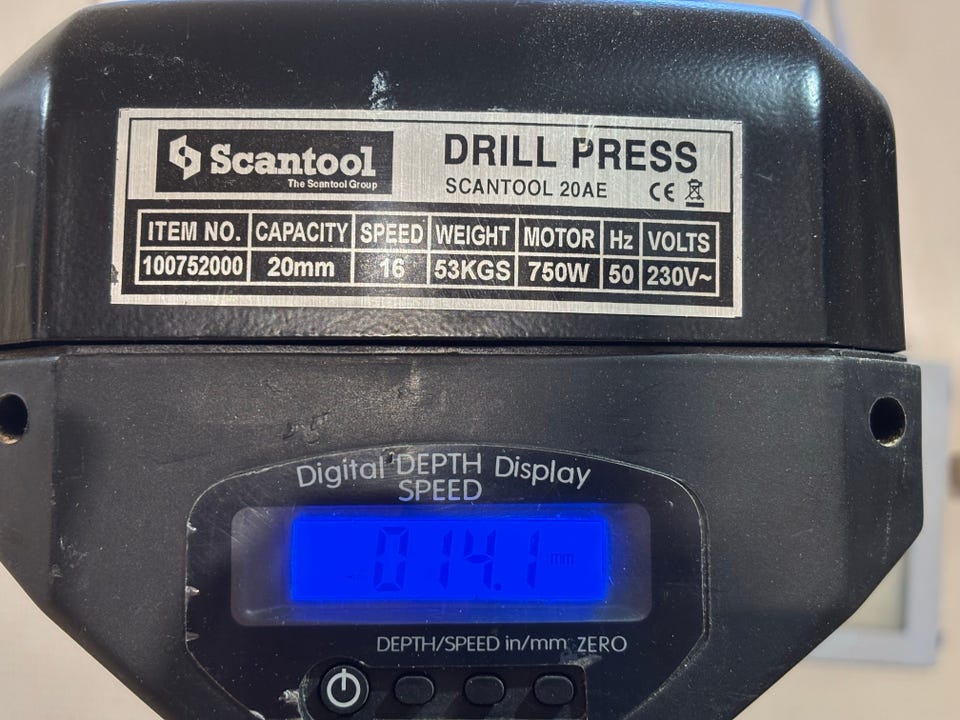 Scantool
The Scantool Group
DRILL PRESS
SCANTOOL 20AE
CE
ITEM NO. CAPACITY SPEED WEIGHT MOTOR Hz VOLTS
100752000 20mm 16 53KGS 750W 50 230V~
Digital DEPTH Display
SPEED
014.1 mm
DEPTH/SPEED in/mm ZERO